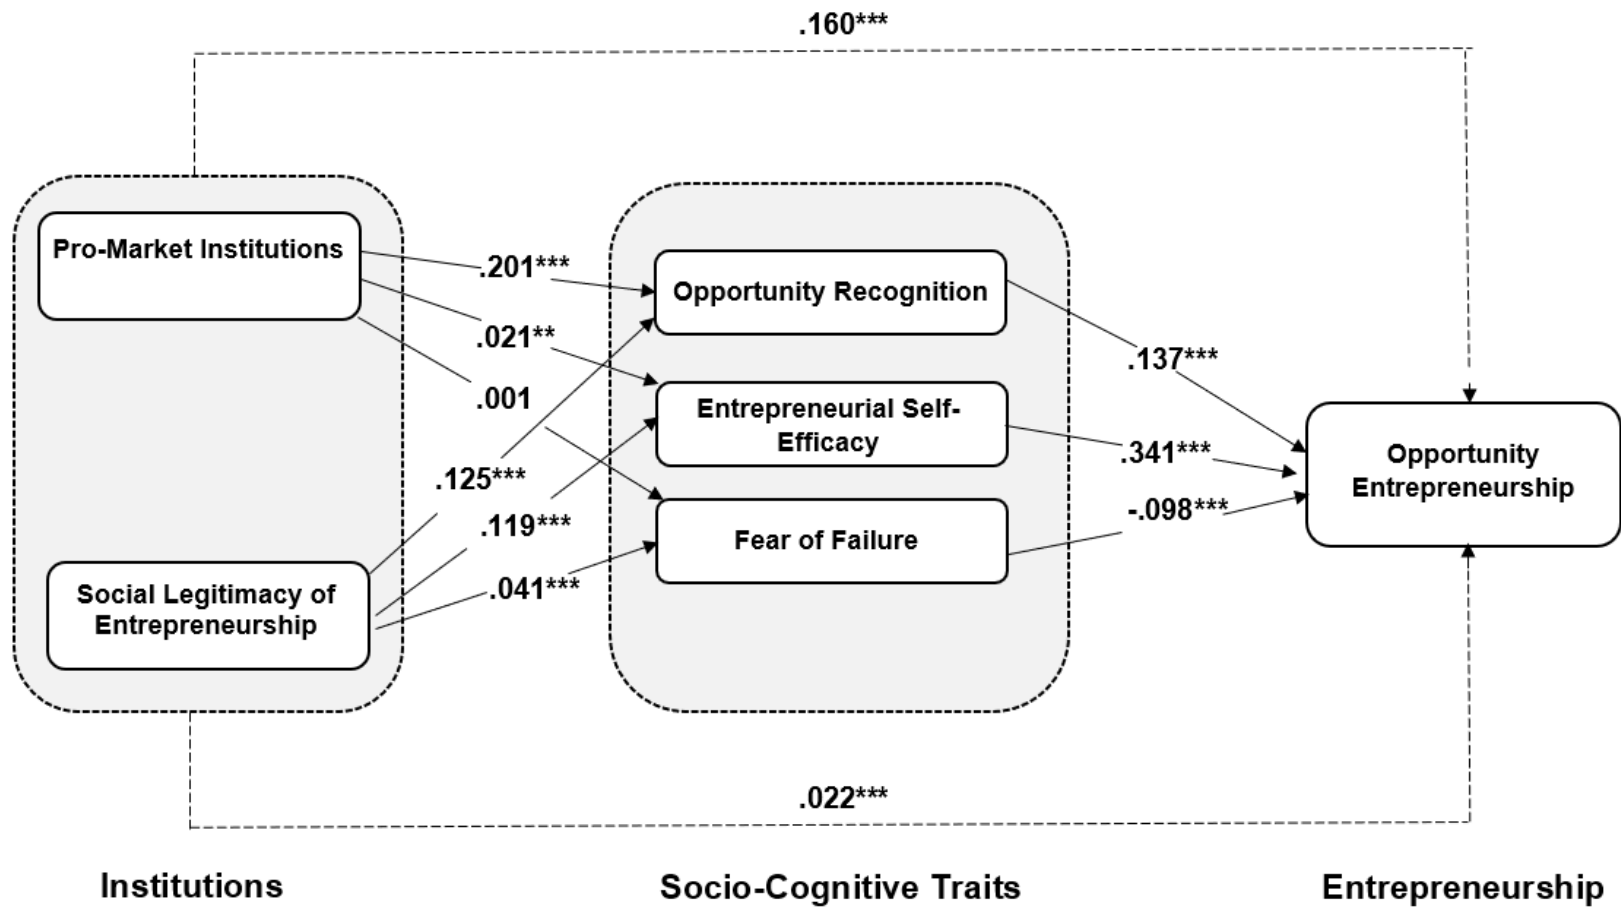 .160***
Pro-Market Institutions
.201***
.021**
.001
.125***
.119***
.041***
Social Legitimacy of
Entrepreneurship
Opportunity Recognition
Entrepreneurial Self-
Efficacy
Fear of Failure
.137***
.341***
-.098***
Opportunity
Entrepreneurship
.022***
Institutions
Socio-Cognitive Traits
Entrepreneurship